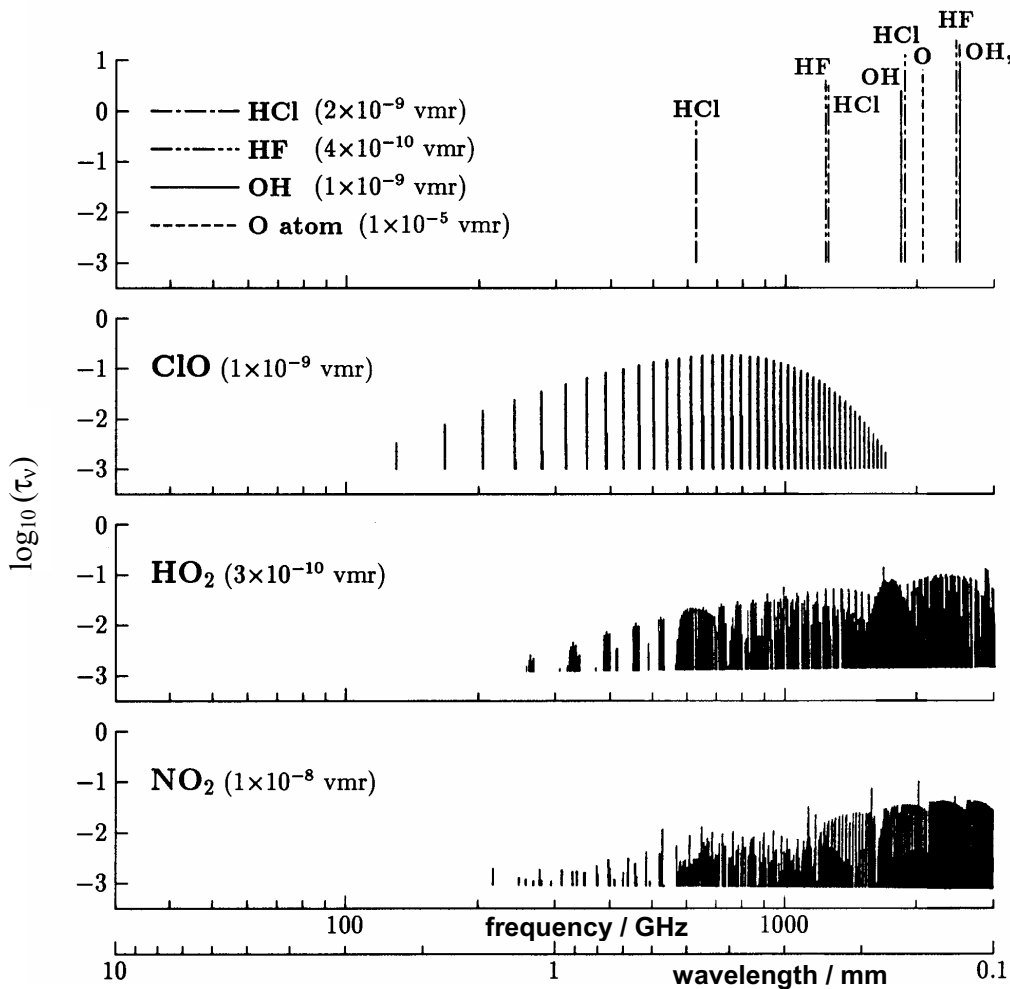 HF
HCl
O
OH,
OH
HF
HCl
HCl
1
0
−1
−2
−3
HCl (2×10⁻⁹ vmr)
HF (4×10⁻¹⁰ vmr)
OH (1×10⁻⁹ vmr)
O atom (1×10⁻⁵ vmr)
0
−1
−2
−3
ClO (1×10⁻⁹ vmr)
log₁₀(τᵥ)
0
−1
−2
−3
HO₂ (3×10⁻¹⁰ vmr)
0
−1
−2
−3
NO₂ (1×10⁻⁸ vmr)
100 frequency / GHz 1000
10 1 wavelength / mm 0.1